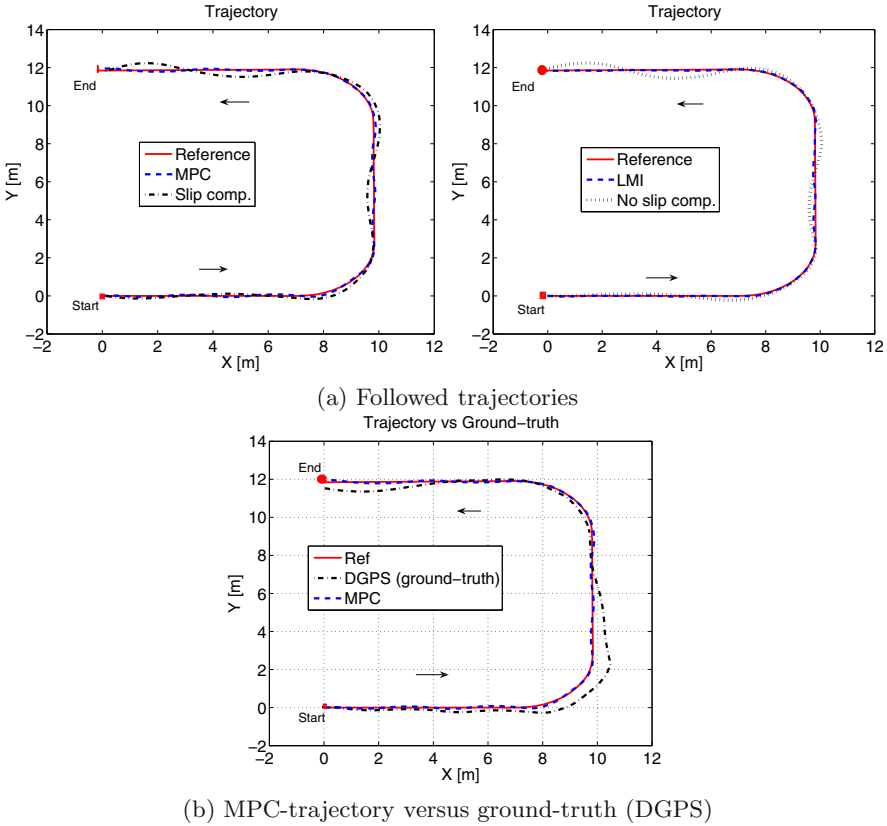 Trajectory
14
12
10
8
6
4
2
0
−2
Y [m]
End
Reference
MPC
Slip comp.
Start
−2 0 2 4 6 8 10 12
X [m]
Trajectory
14
12
10
8
6
4
2
0
−2
Y [m]
End
Reference
LMI
No slip comp.
Start
−2 0 2 4 6 8 10 12
X [m]
(a) Followed trajectories
Trajectory vs Ground−truth
14
12
10
8
6
4
2
0
−2
Y [m]
End
Ref
DGPS (ground−truth)
MPC
Start
−2 0 2 4 6 8 10 12
X [m]
(b) MPC-trajectory versus ground-truth (DGPS)